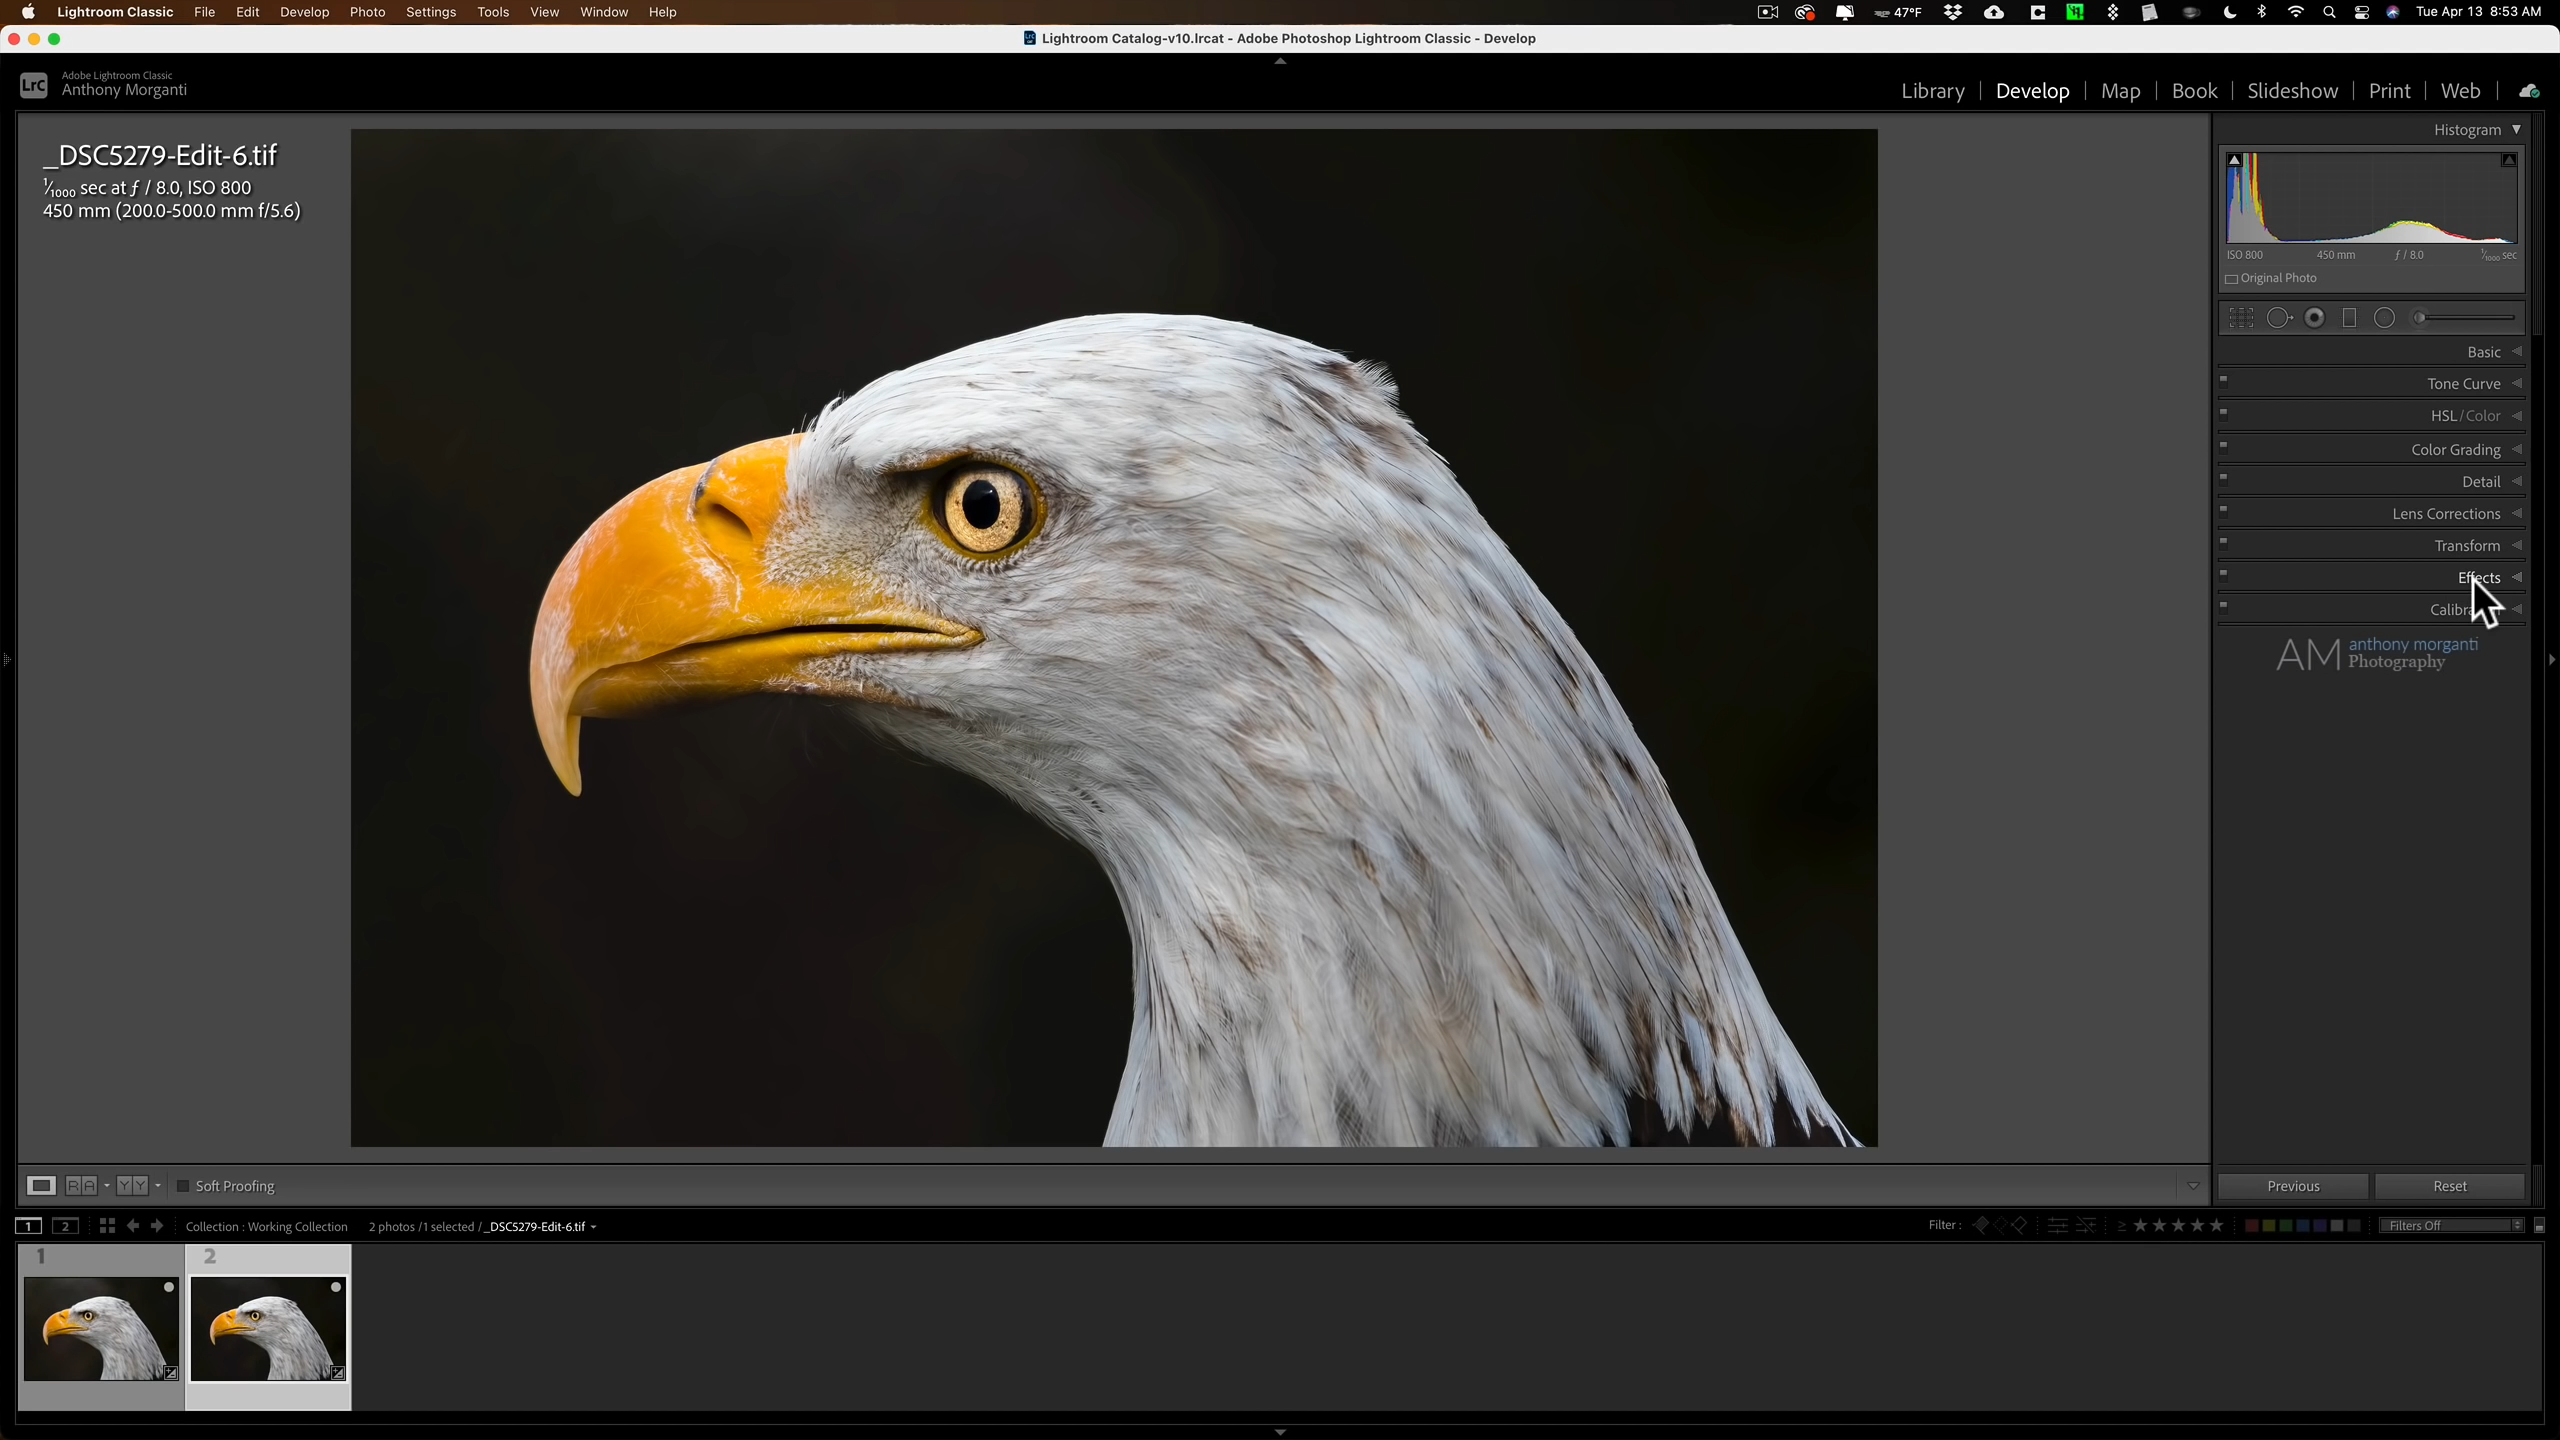 Lightroom Classic File Edit Develop Photo Settings Tools View Window Help 47°F Tue Apr 13 8:53 AM
Lightroom Catalog-v10.lrcat - Adobe Photoshop Lightroom Classic - Develop
LrC Adobe Lightroom Classic
Anthony Morganti
Library | Develop | Map | Book | Slideshow | Print | Web |
Histogram
_DSC5279-Edit-6.tif
1/1000 sec at ƒ / 8.0, ISO 800
450 mm (200.0-500.0 mm f/5.6)
ISO 800 450 mm ƒ / 8.0 1/1000 sec
Original Photo
Basic
Tone Curve
HSL / Color
Color Grading
Detail
Lens Corrections
Transform
Effects
AM anthony morganti
Photography
R A Y Y Soft Proofing
Previous Reset
1 2 Collection : Working Collection 2 photos / 1 selected / _DSC5279-Edit-6.tif Filter : ≥ ★★★★★ Filters Off
1 2